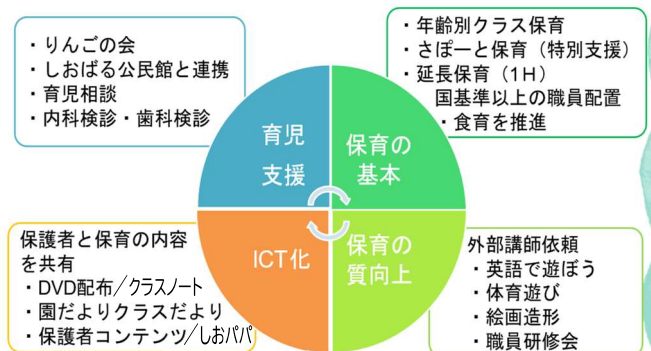 ・りんごの会
・しおばる公民館と連携
・育児相談
・内科検診・歯科検診
・年齢別クラス保育
・さぽーと保育（特別支援）
・延長保育（1H）
国基準以上の職員配置
・食育を推進
育児
支援
保育の
基本
ICT化
保育の
質向上
保護者と保育の内容
を共有
・DVD配布/クラスノート
・園だよりクラスだより
・保護者コンテンツ/しおパパ
外部講師依頼
・英語で遊ぼう
・体育遊び
・絵画造形
・職員研修会